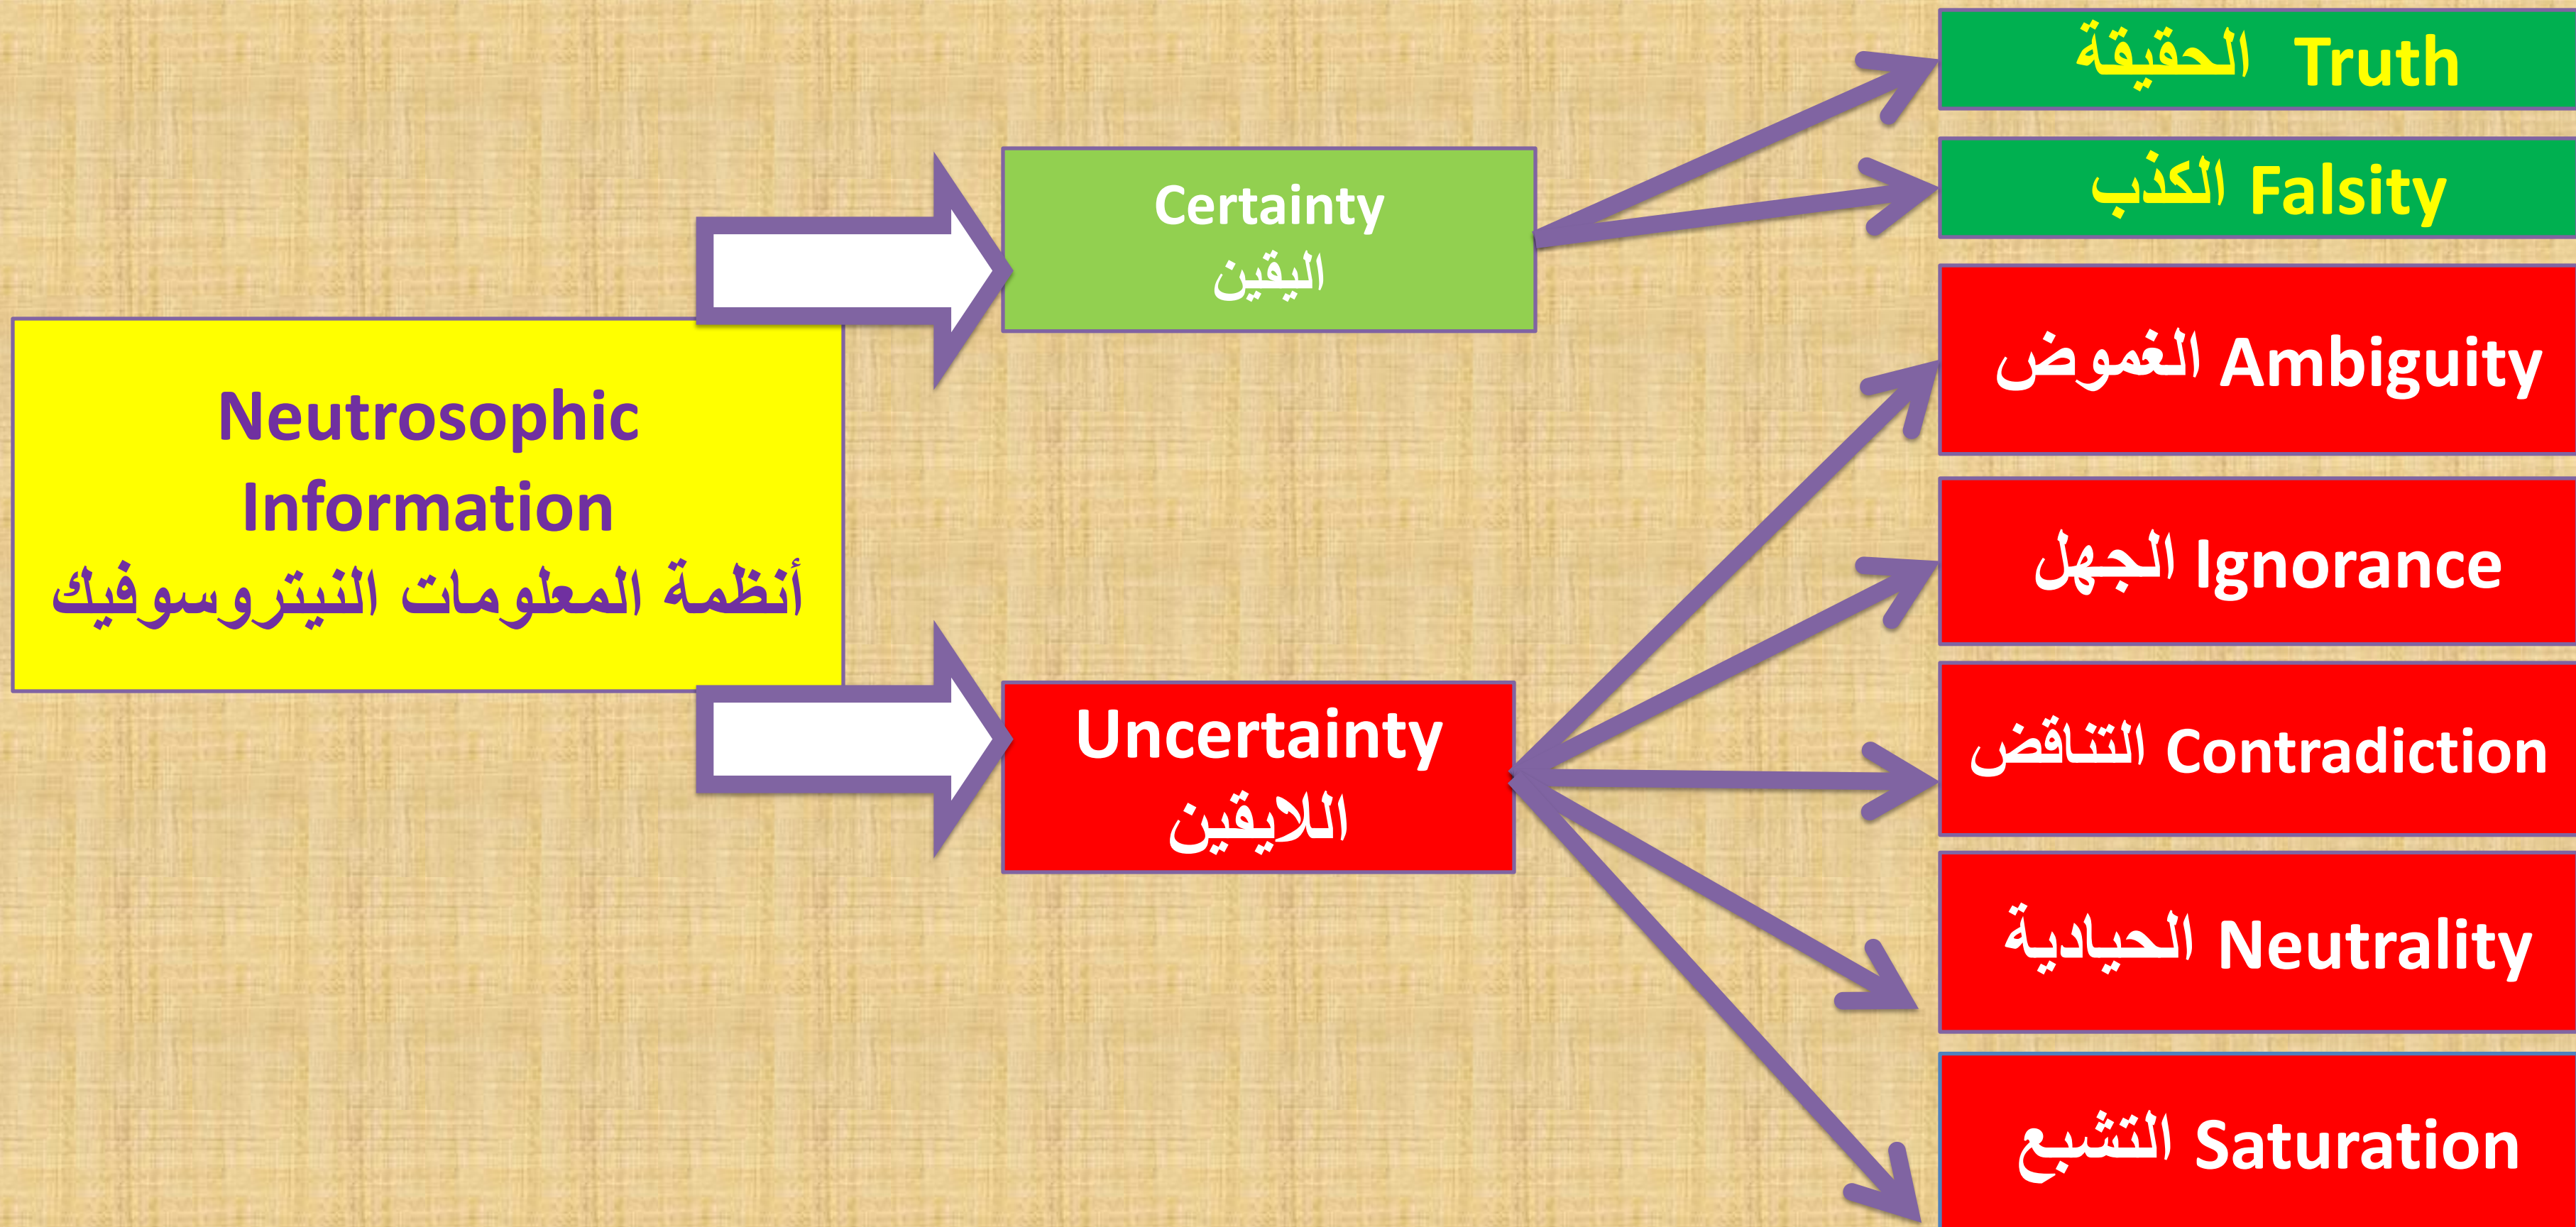 Neutrosophic
Information
أنظمة المعلومات النيتروسوفيك
Certainty
اليقين
Uncertainty
اللايقين
الحقيقة Truth
الكذب Falsity
الغموض Ambiguity
الجهل Ignorance
التناقض Contradiction
الحيادية Neutrality
التشبع Saturation